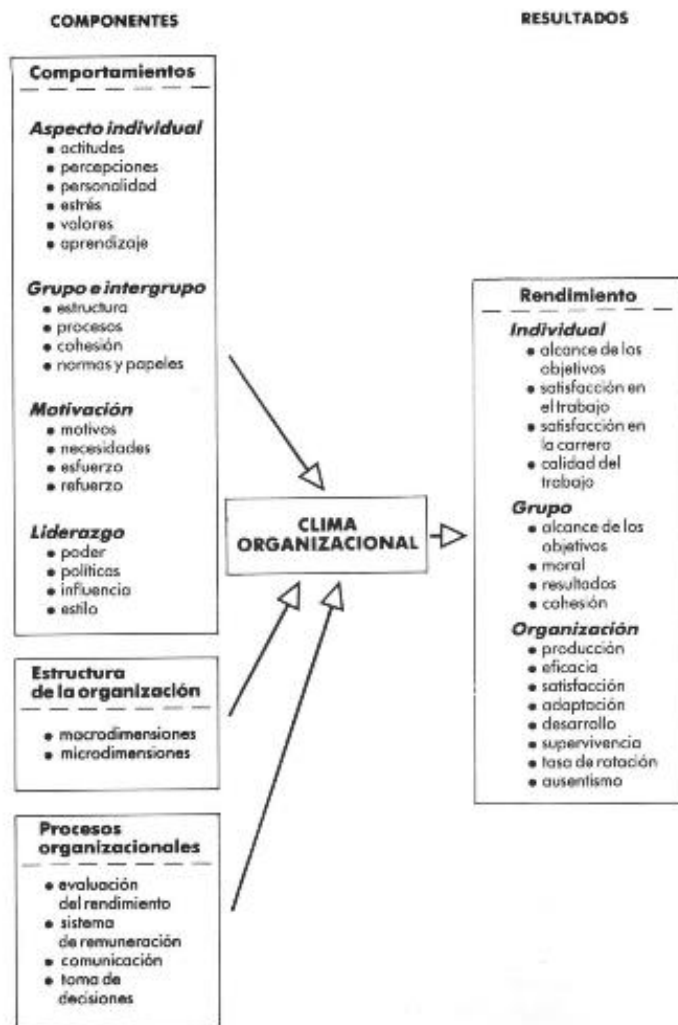 COMPONENTES
Comportamientos
Aspecto individual
• actitudes
• percepciones
• personalidad
• estrés
• valores
• aprendizaje
Grupo e intergrupo
• estructura
• procesos
• cohesión
• normas y papeles
Motivación
• motivos
• necesidades
• esfuerzo
• refuerzo
Liderazgo
• poder
• políticas
• influencia
• estilo
Estructura
de la organización
• macrodimensiones
• microdimensiones
Procesos
organizacionales
• evaluación
del rendimiento
• sistema
de remuneración
• comunicación
• toma de
decisiones
CLIMA
ORGANIZACIONAL
RESULTADOS
Rendimiento
Individual
• alcance de los
objetivos
• satisfacción en
el trabajo
• satisfacción en
la carrera
• calidad del
trabajo
Grupo
• alcance de los
objetivos
• moral
• resultados
• cohesión
Organización
• producción
• eficacia
• satisfacción
• adaptación
• desarrollo
• supervivencia
• tasa de rotación
• ausentismo